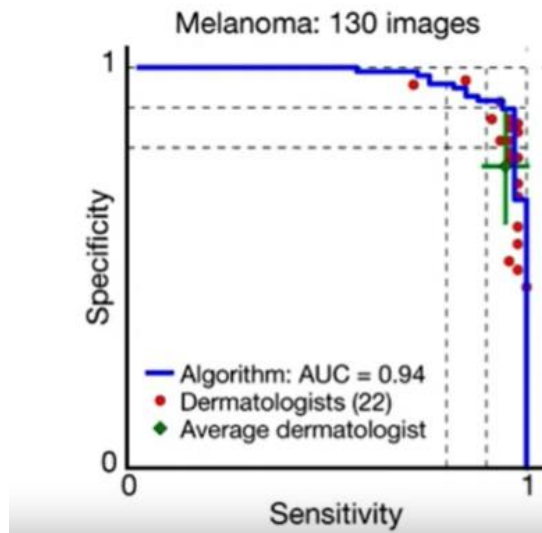 Melanoma: 130 images
1
Specificity
Algorithm: AUC = 0.94
Dermatologists (22)
Average dermatologist
0
0 1
Sensitivity